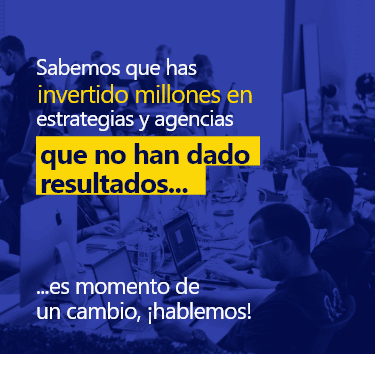 Sabemos que has
invertido millones en
estrategias y agencias
que no han dado
resultados...
...es momento de
un cambio, ¡hablemos!